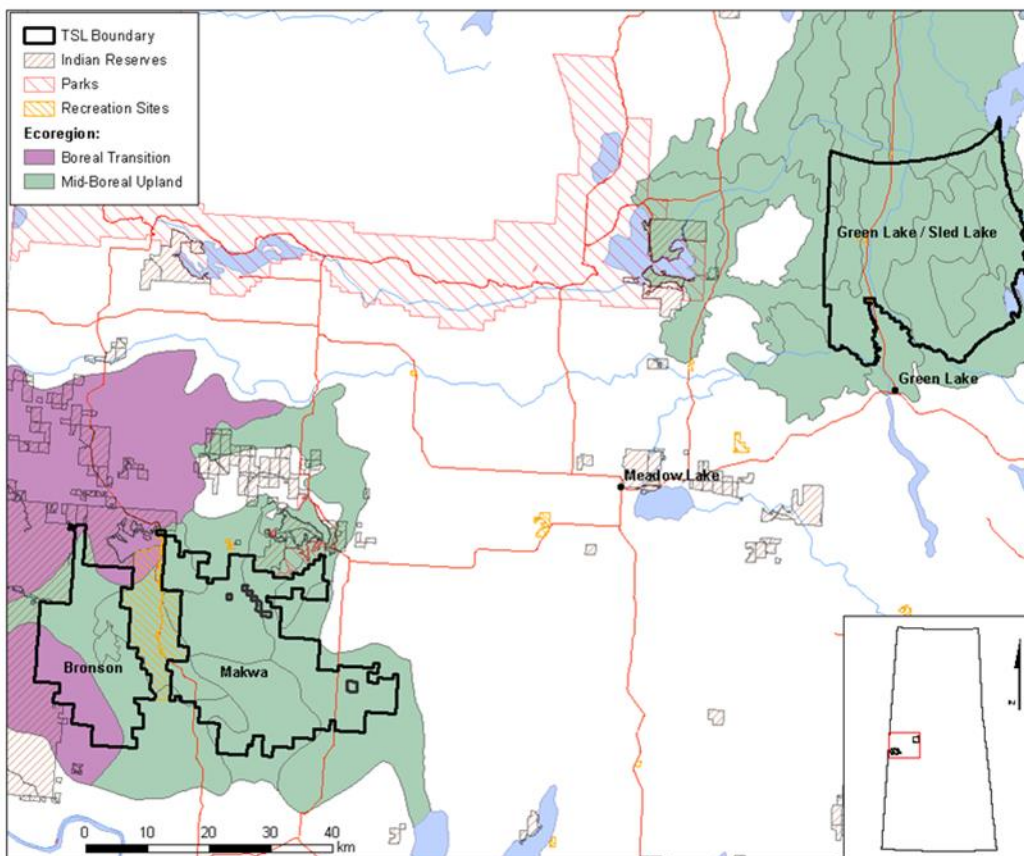 TSL Boundary
Indian Reserves
Parks
Recreation Sites
Ecoregion:
Boreal Transition
Mid-Boreal Upland
Green Lake / Sled Lake
Green Lake
Meadow Lake
Bronson
Makwa
0 10 20 30 40
km
N